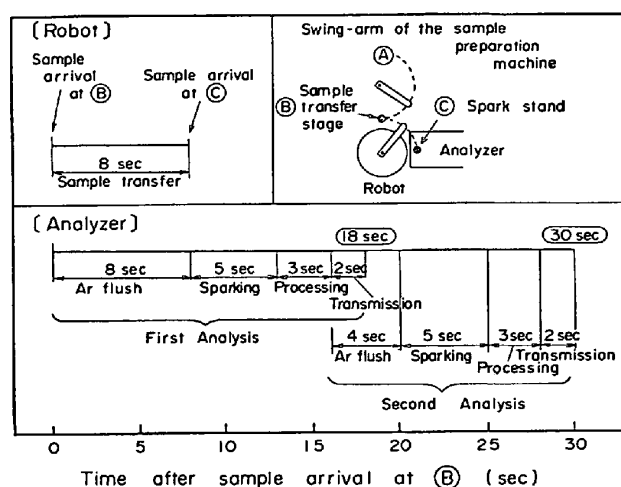 [Robot]
Sample
arrival
at Ⓑ
Sample arrival
at Ⓒ
8 sec
Sample transfer
Swing-arm of the sample
preparation
machine
Ⓐ
Sample
Ⓑ transfer
stage
Ⓒ Spark stand
Analyzer
Robot
[Analyzer]
18 sec
30 sec
8 sec
5 sec
3 sec
2 sec
Ar flush
Sparking
Processing
Transmission
First Analysis
4 sec
5 sec
3 sec
2 sec
Ar flush
Sparking
Transmission
Processing
Second Analysis
0 5 10 15 20 25 30
Time after sample arrival at Ⓑ (sec)